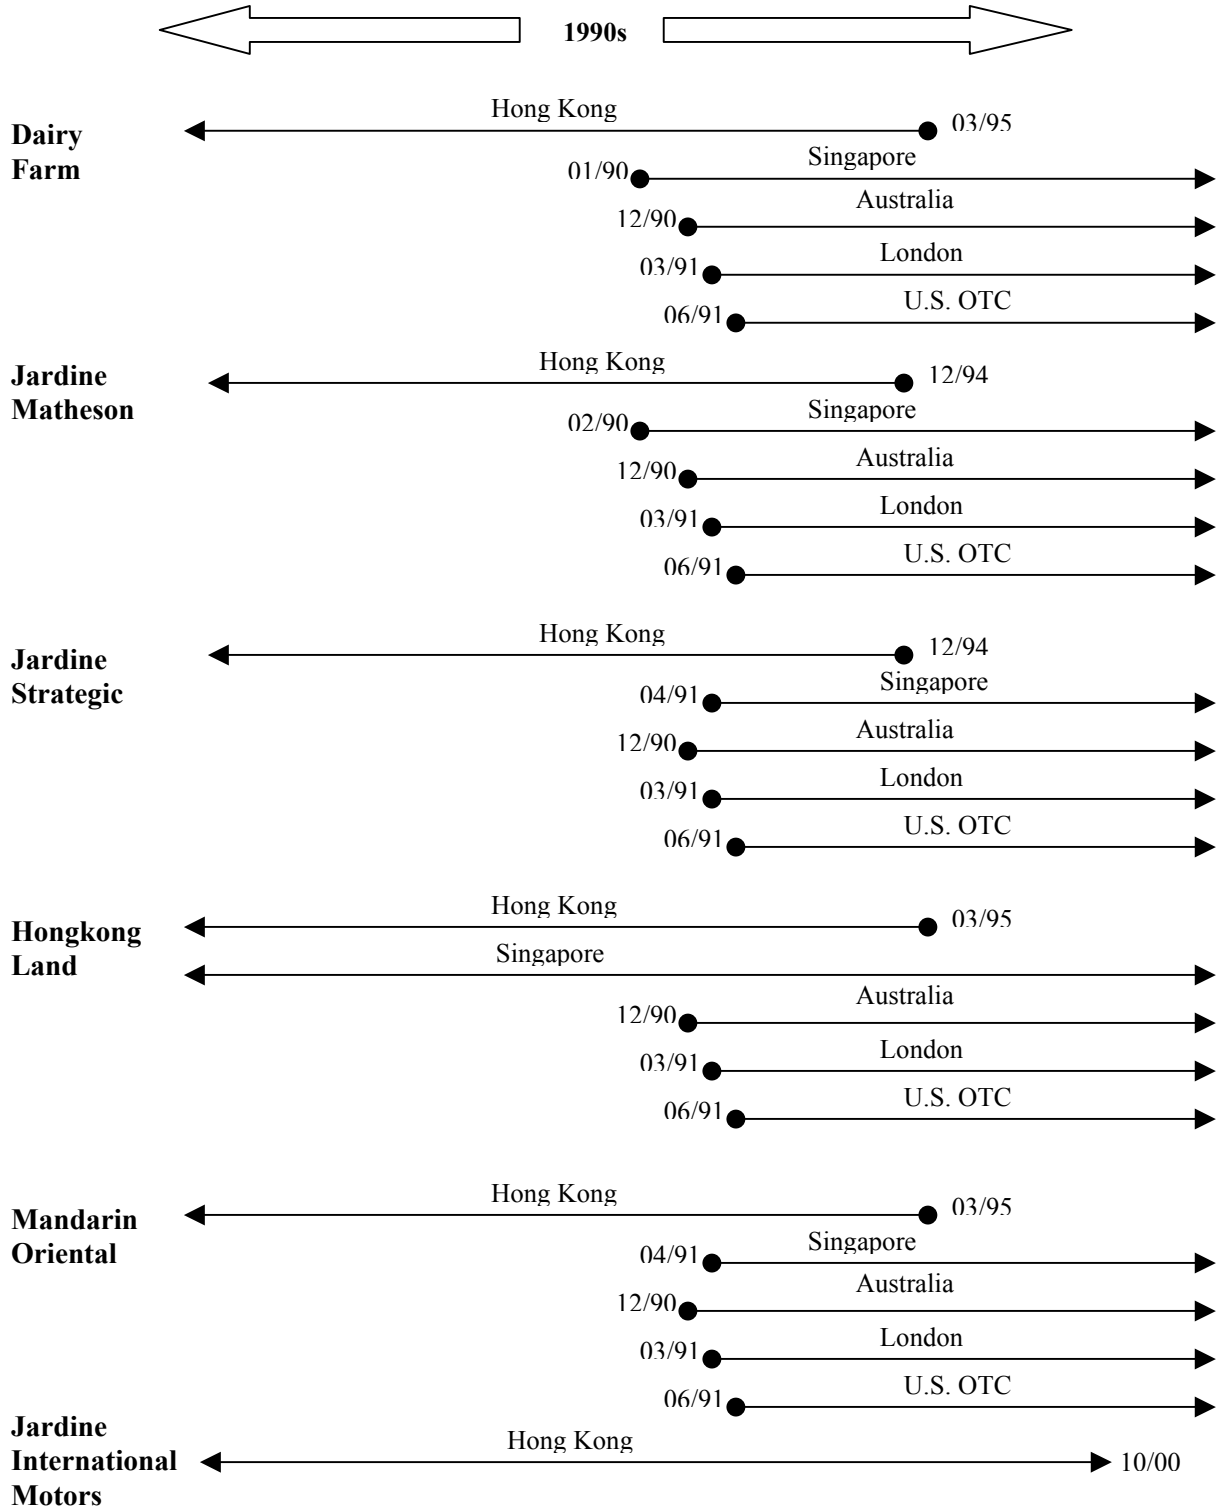 1990s
Hong Kong
03/95
Dairy
Farm
Singapore
01/90
Australia
12/90
London
03/91
U.S. OTC
06/91
Hong Kong
12/94
Jardine
Matheson
Singapore
02/90
Australia
12/90
London
03/91
U.S. OTC
06/91
Hong Kong
12/94
Jardine
Strategic
Singapore
04/91
Australia
12/90
London
03/91
U.S. OTC
06/91
Hong Kong
03/95
Hongkong
Land
Singapore
Australia
12/90
London
03/91
U.S. OTC
06/91
Hong Kong
03/95
Mandarin
Oriental
Singapore
04/91
Australia
12/90
London
03/91
U.S. OTC
06/91
Jardine
International
Motors
Hong Kong
10/00